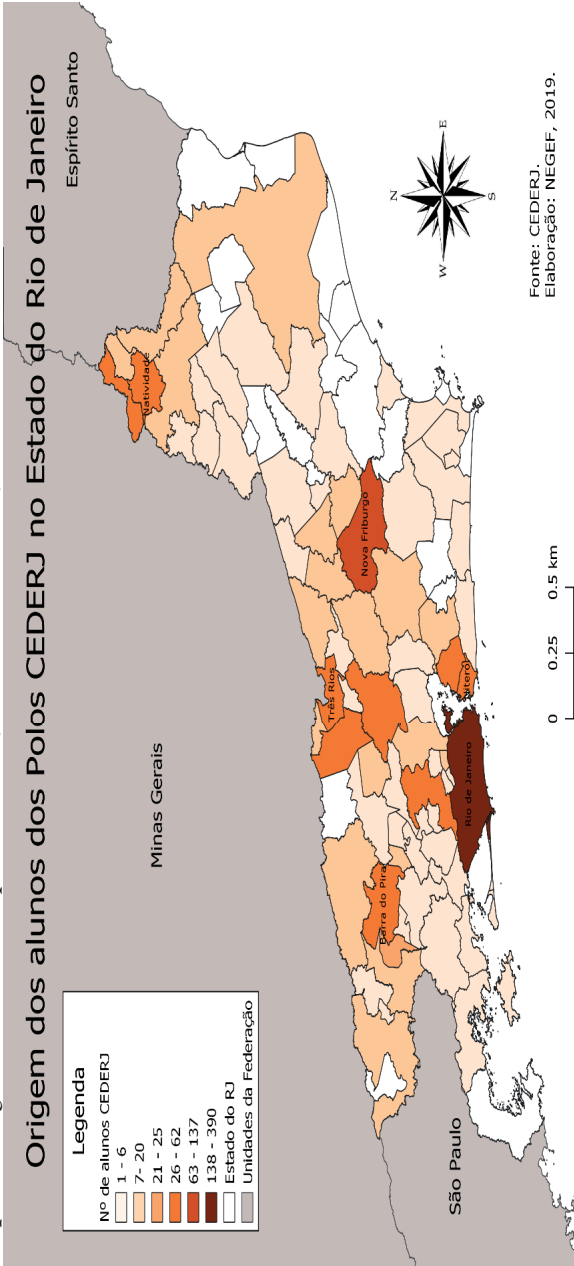 Origem dos alunos dos Polos CEDERJ no Estado do Rio de Janeiro
Espírito Santo
Minas Gerais
São Paulo
Natividade
Nova Friburgo
Três Rios
Niterói
Rio de Janeiro
Barra do Piraí
Legenda
Nº de alunos CEDERJ
1 - 6
7- 20
21 - 25
26 - 62
63 - 137
138 - 390
Estado do RJ
Unidades da Federação
N
E
S
W
0 0.25 0.5 km
Fonte: CEDERJ.
Elaboração: NEGEF, 2019.